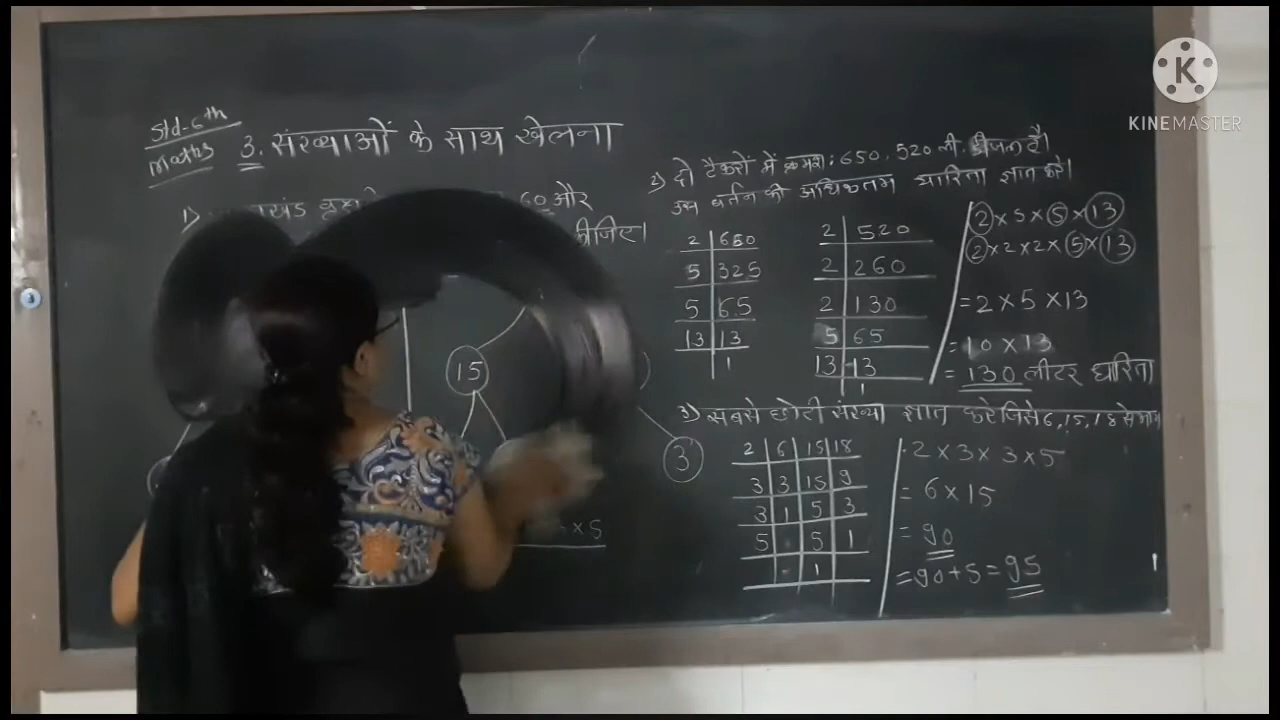 Std-6th
Maths
3. संख्याओं के साथ खेलना
1)
60 और
कीजिए।
15
3
× 5
2) दो टैकरो में क्रमश: 650, 520 ली. डीजल है।
उस बर्तन की अधिकतम धारिता ज्ञात करे।
2 650
5 325
5 65
13 13
1
2 520
2 260
2 130
5 65
13 13
1
2 × 5 × 5 × 13
2 × 2 × 2 × 5 × 13
= 2 × 5 × 13
= 10 × 13
= 130 लीटर धारिता
3) सबसे छोटी संख्या ज्ञात करे जिसे 6, 15, 18 से भाग
2 6 15 18
3 3 15 9
3 1 5 3
5 5 1
1
2 × 3 × 3 × 5
= 6 × 15
= 90
= 90 + 5 = 95
K
KINEMASTER